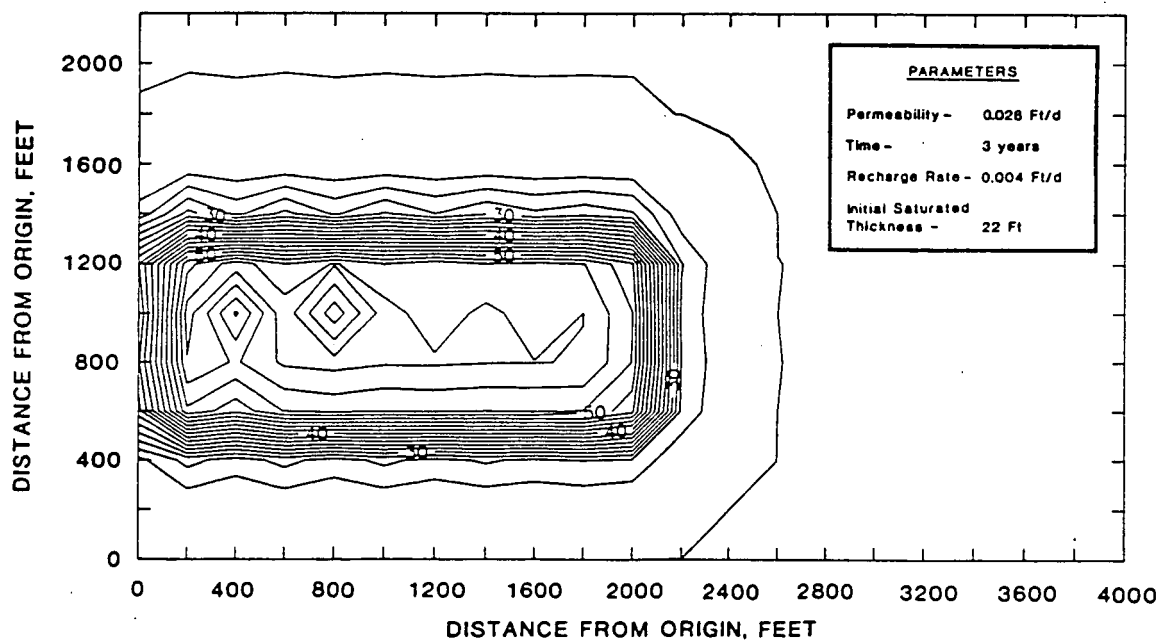 2000
1600
1200
800
400
0
DISTANCE FROM ORIGIN, FEET
PARAMETERS
Permeability - 0.028 Ft/d
Time - 3 years
Recharge Rate - 0.004 Ft/d
Initial Saturated
Thickness - 22 Ft
30
30
40
40
50
50
30
50
40
40
30
0 400 800 1200 1600 2000 2400 2800 3200 3600 4000
DISTANCE FROM ORIGIN, FEET